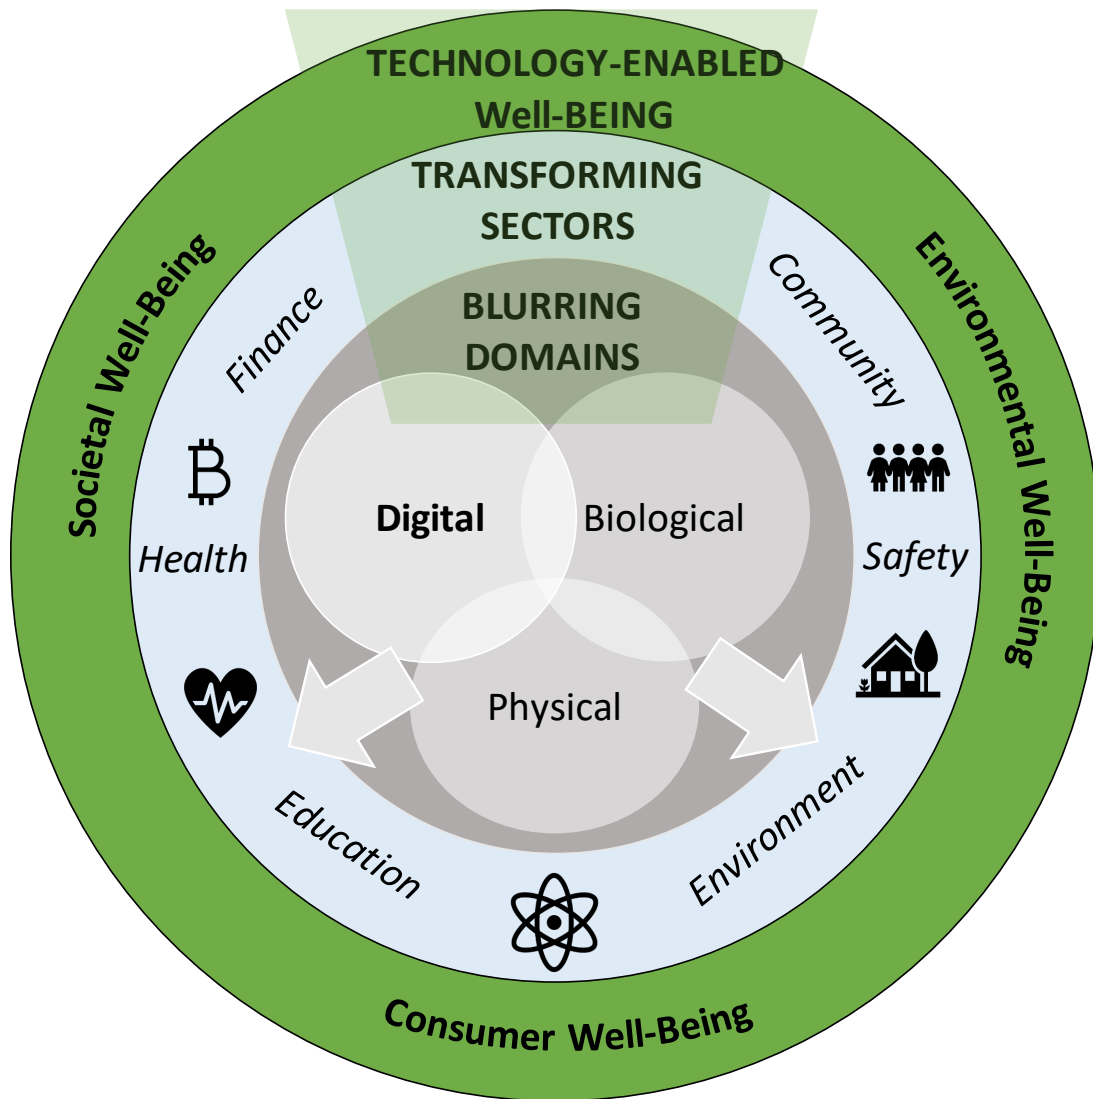 TECHNOLOGY-ENABLED
Well-BEING
TRANSFORMING
SECTORS
BLURRING
DOMAINS
Societal Well-Being
Environmental Well-Being
Consumer Well-Being
Finance
Community
Health
Safety
Education
Environment
Digital
Biological
Physical